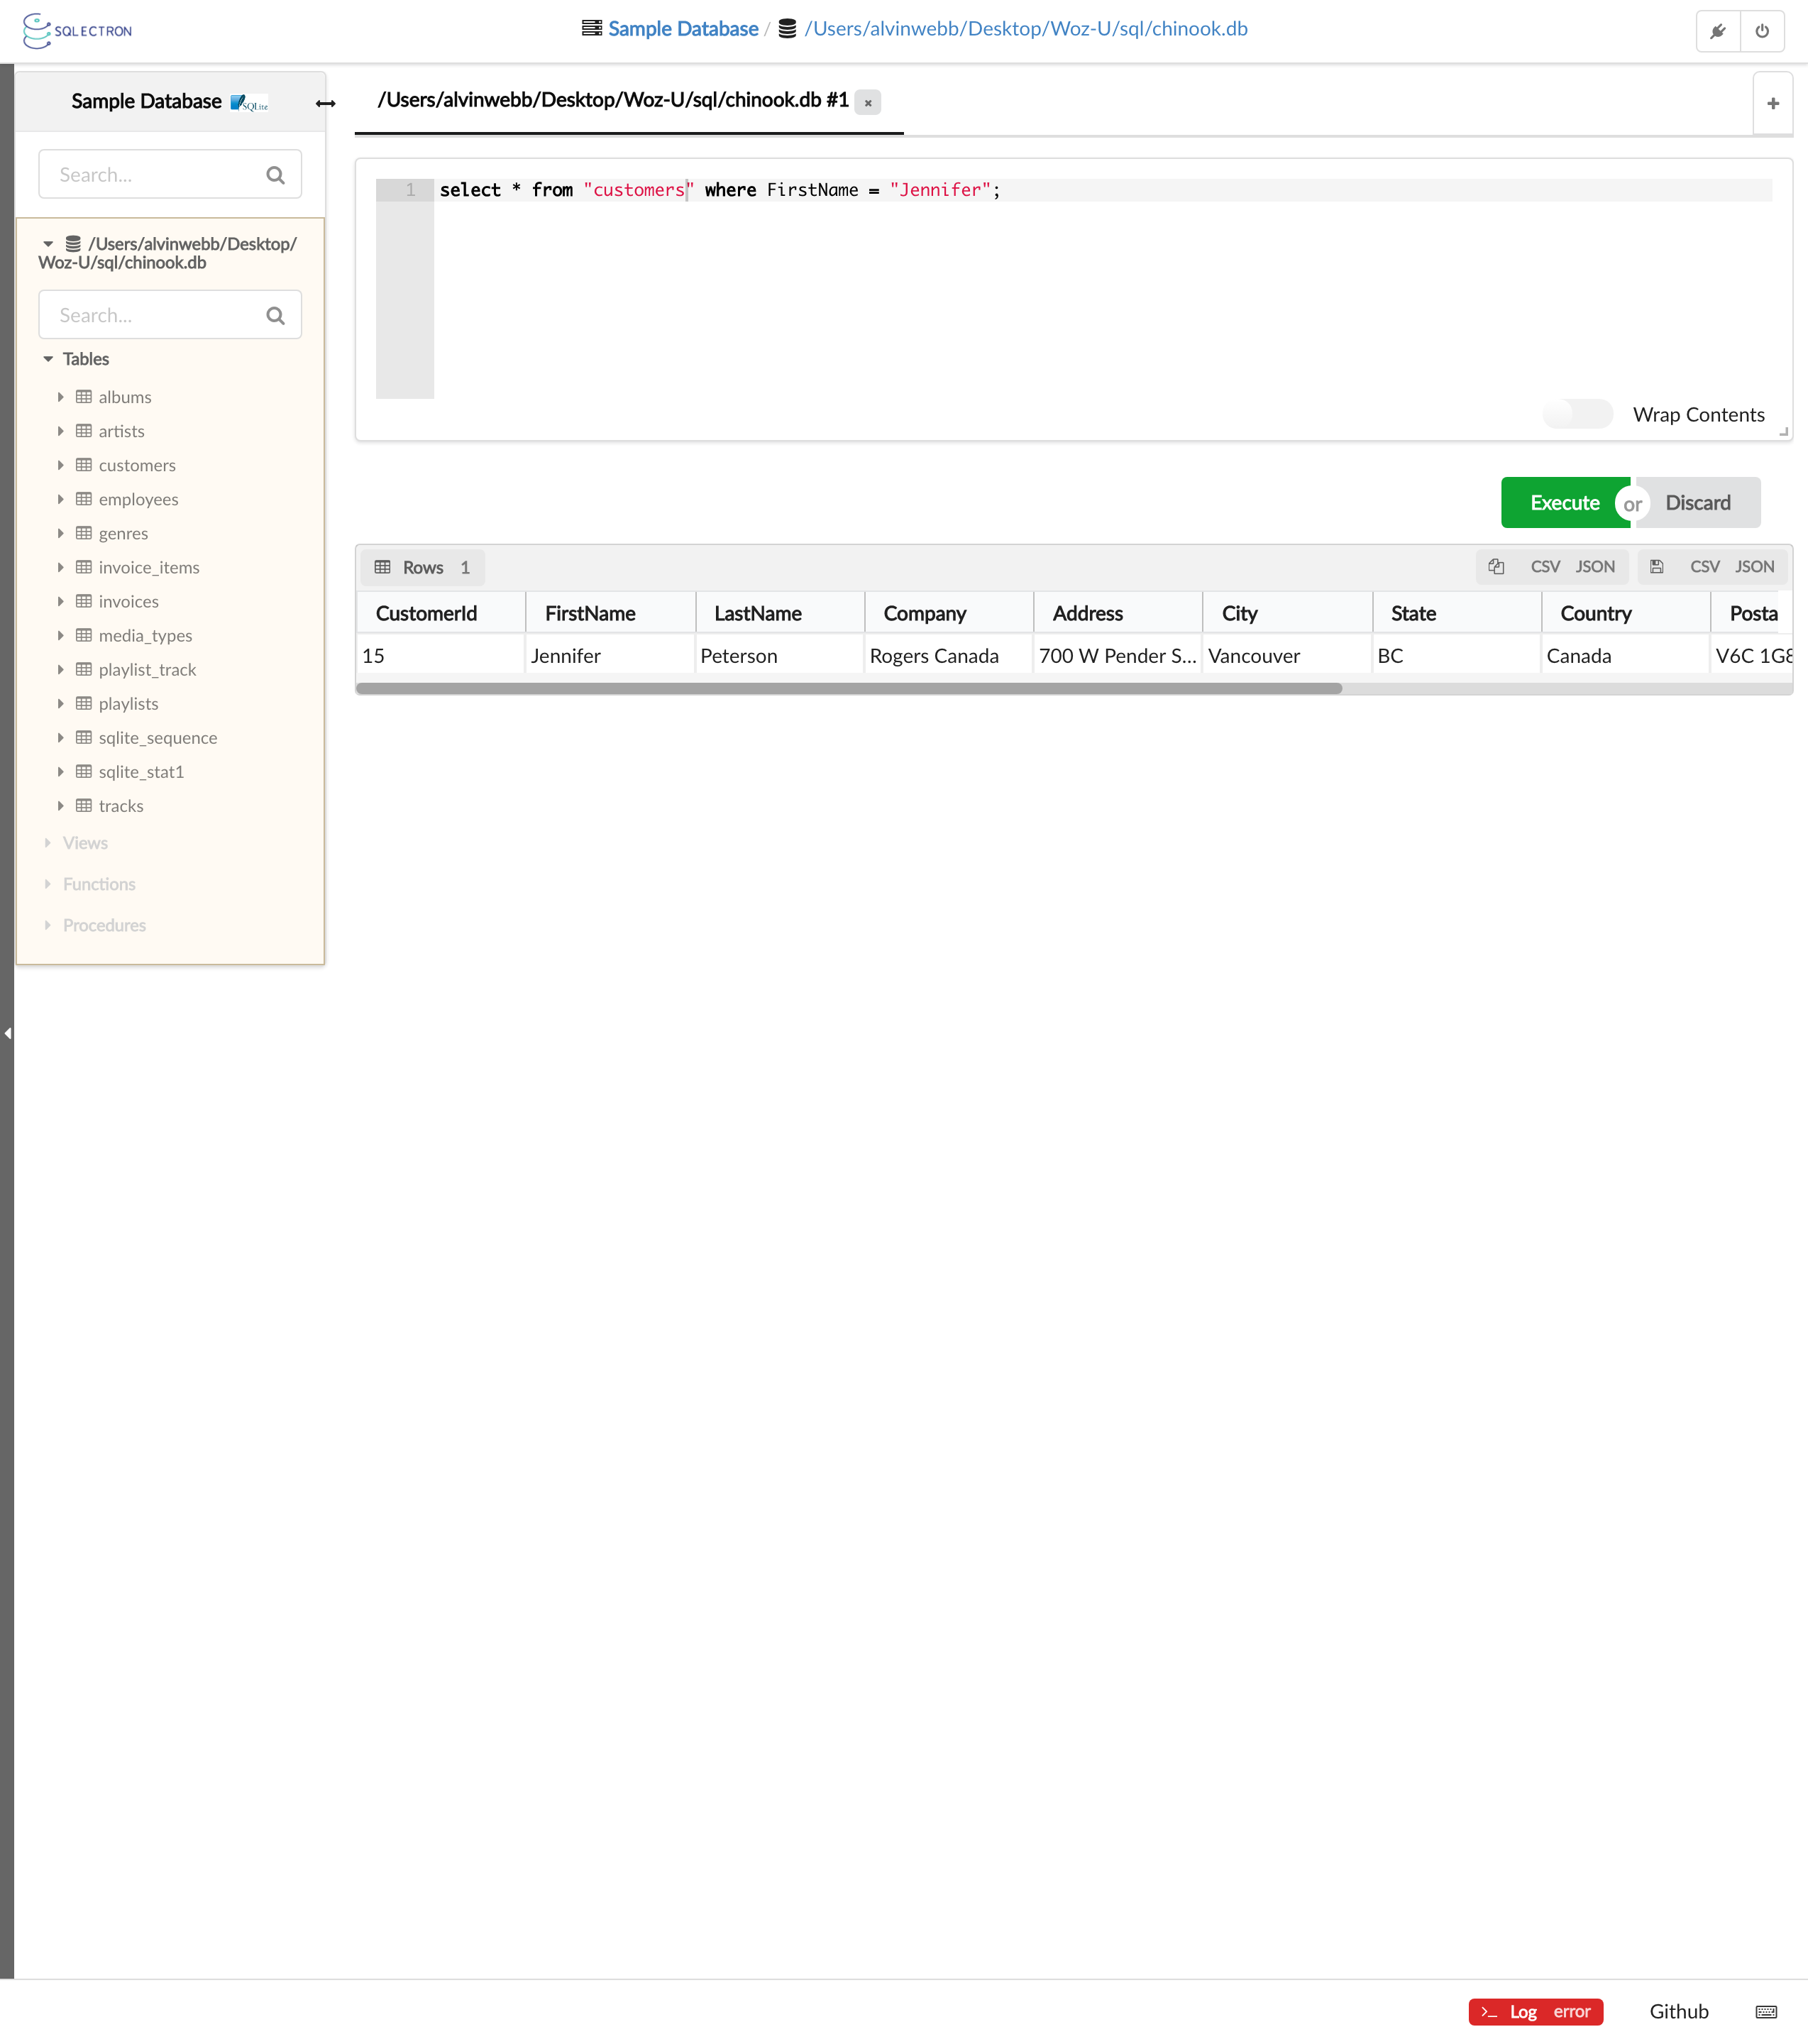 SQLECTRON
Sample Database / /Users/alvinwebb/Desktop/Woz-U/sql/chinook.db
Sample Database SQLite
/Users/alvinwebb/Desktop/Woz-U/sql/chinook.db #1
Search...
/Users/alvinwebb/Desktop/
Woz-U/sql/chinook.db
Search...
Tables
albums
artists
customers
employees
genres
invoice_items
invoices
media_types
playlist_track
playlists
sqlite_sequence
sqlite_stat1
tracks
Views
Functions
Procedures
1 select * from "customers" where FirstName = "Jennifer";
Wrap Contents
Execute or Discard
Rows 1 CSV JSON CSV JSON
CustomerId FirstName LastName Company Address City State Country Posta
15 Jennifer Peterson Rogers Canada 700 W Pender S... Vancouver BC Canada V6C 1G8
>_ Log error Github